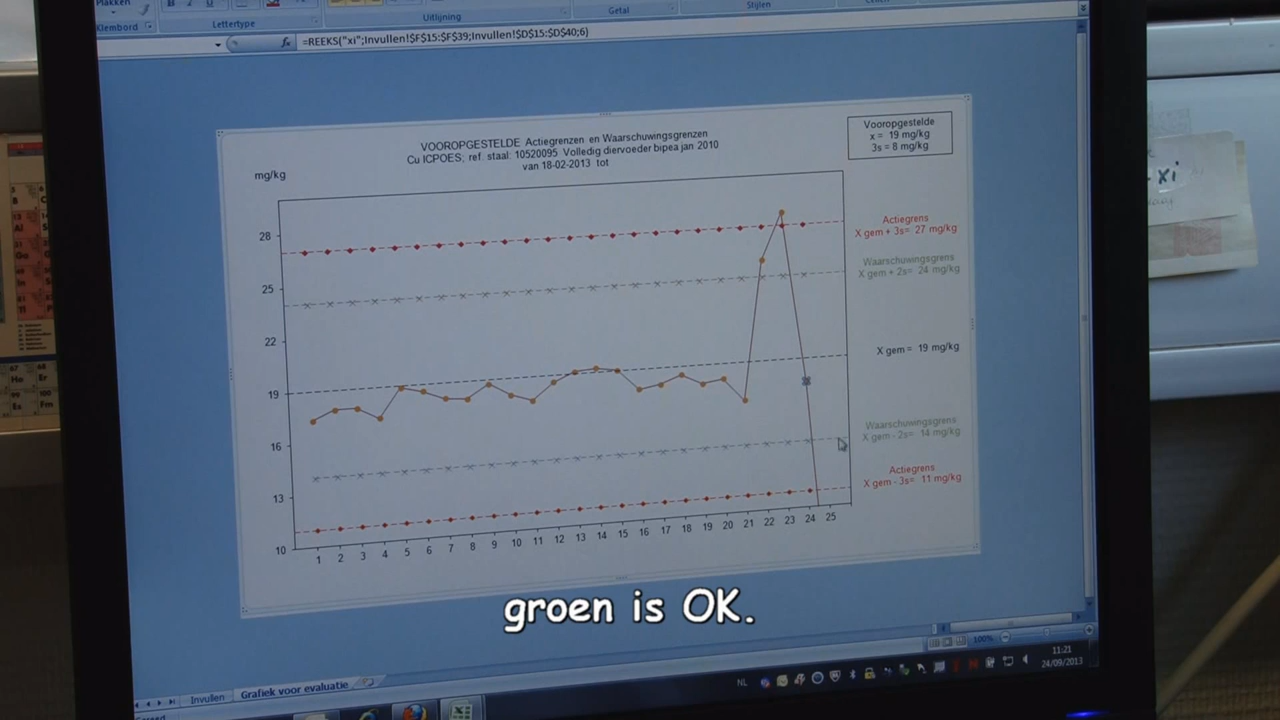 Plakken
Klembord
Lettertype
Uitlijning
Getal
Stijlen
fx =REEKS("xi";Invullen!$F$15:$F$39;Invullen!$D$15:$D$40;6)
VOOROPGESTELDE Actiegrenzen en Waarschuwingsgrenzen
Cu ICPOES; ref. staal: 10520095 Volledig diervoeder bipea jan 2010
van 18-02-2013 tot
Vooropgestelde
x = 19 mg/kg
3s = 8 mg/kg
mg/kg
28
25
22
19
16
13
10
Actiegrens
X gem + 3s= 27 mg/kg
Waarschuwingsgrens
X gem + 2s= 24 mg/kg
X gem = 19 mg/kg
Waarschuwingsgrens
X gem - 2s= 14 mg/kg
Actiegrens
X gem - 3s= 11 mg/kg
1 2 3 4 5 6 7 8 9 10 11 12 13 14 15 16 17 18 19 20 21 22 23 24 25
groen is OK.
100%
Invullen
Grafiek voor evaluatie
NL
11:21
24/09/2013